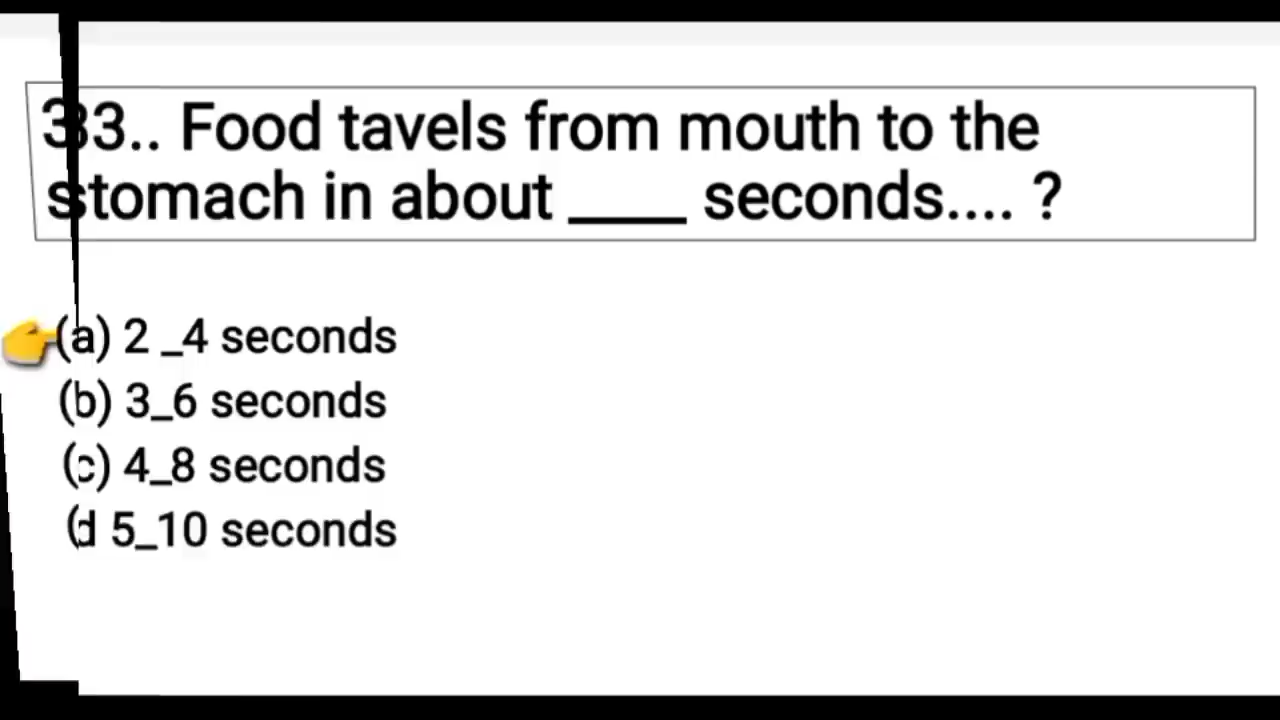 33.. Food tavels from mouth to the
stomach in about ____ seconds.... ?
(a) 2 _4 seconds
(b) 3_6 seconds
(c) 4_8 seconds
(d 5_10 seconds